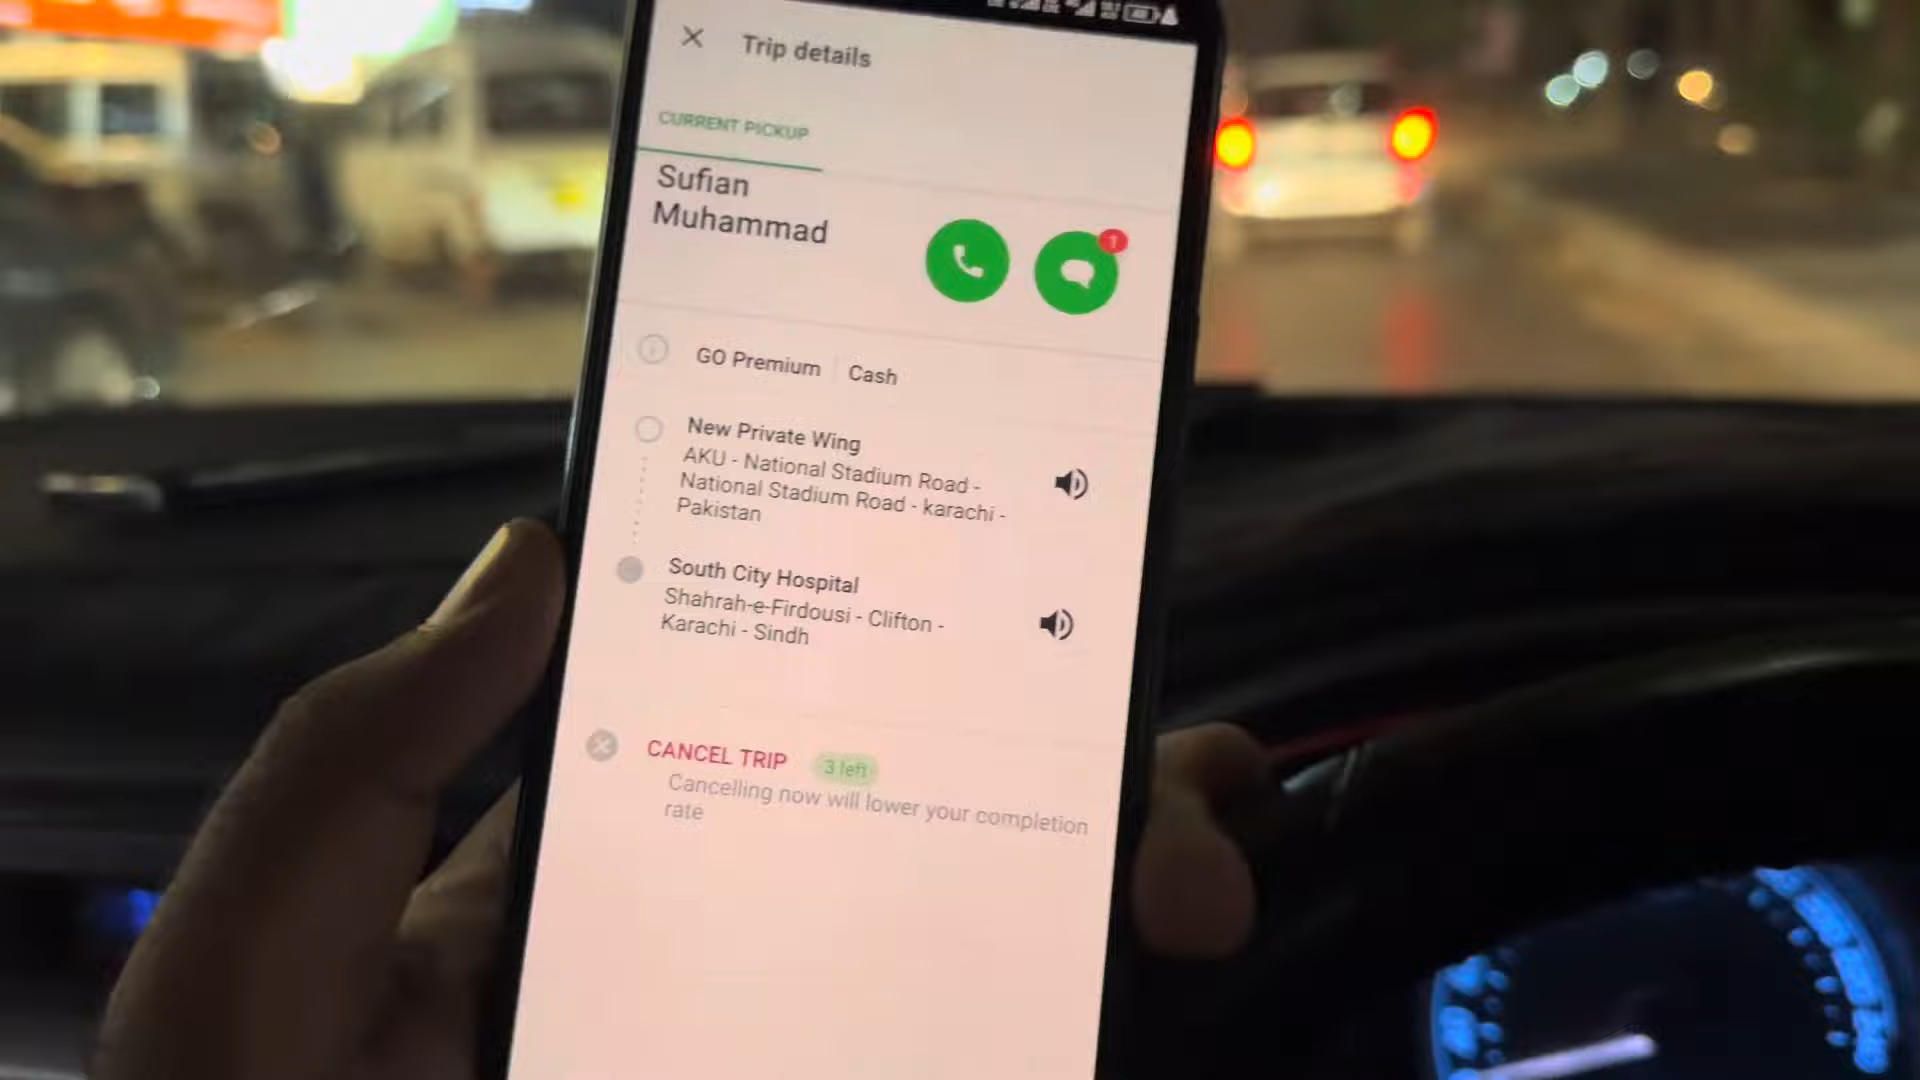 Trip details
CURRENT PICKUP
Sufian
Muhammad
1
GO Premium | Cash
New Private Wing
AKU - National Stadium Road -
National Stadium Road - karachi -
Pakistan
South City Hospital
Shahrah-e-Firdousi - Clifton -
Karachi - Sindh
CANCEL TRIP 3 left
Cancelling now will lower your completion
rate